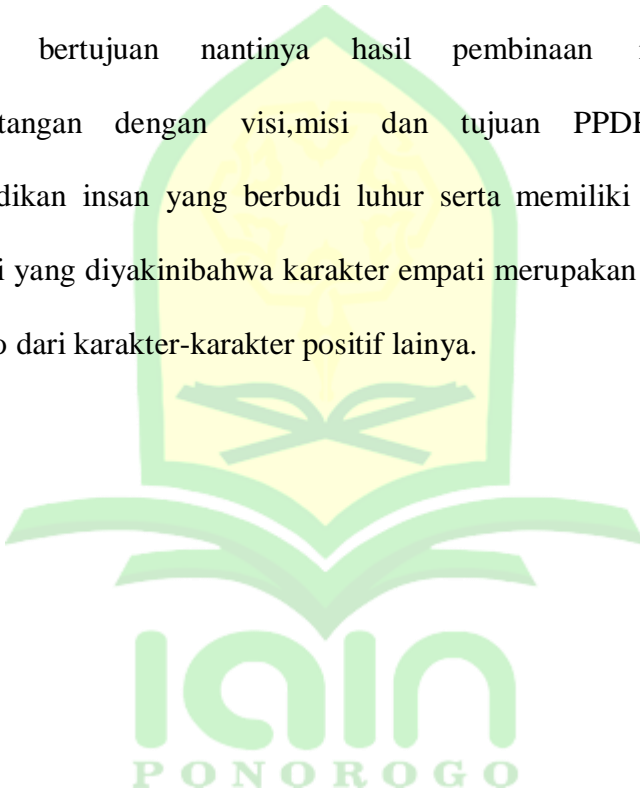 bertujuan nantinya hasil pembinaan
tangan dengan visi,misi dan tujuan
dikan insan yang berbudi luhur serta memiliki
i yang diyakinibahwa karakter empati merupakan
dari karakter-karakter positif lainya.
IAIN
PONOROGO